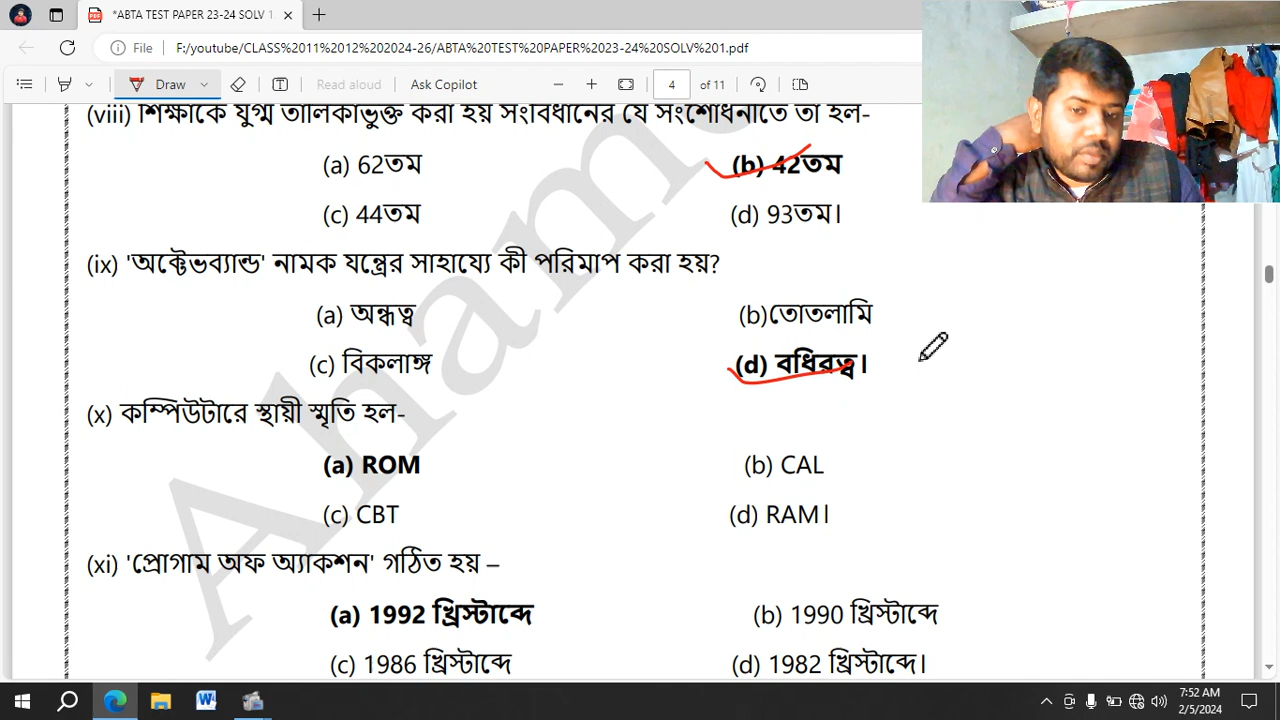 *ABTA TEST PAPER 23-24 SOLV 1.
File
F:/youtube/CLASS%2011%2012%202024-26/ABTA%20TEST%20PAPER%2023-24%20SOLV%201.pdf
Draw
Read aloud
Ask Copilot
4
of 11
(viii) শিক্ষাকে যুগ্ম তালিকাভুক্ত করা হয় সংবিধানের যে সংশোধনাতে তা হল-
(a) 62তম (b) 42তম
(c) 44তম (d) 93তম।
(ix) 'অক্টেভব্যান্ড' নামক যন্ত্রের সাহায্যে কী পরিমাপ করা হয়?
(a) অন্ধত্ব (b)তোতলামি
(c) বিকলাঙ্গ (d) বধিরত্ব।
(x) কম্পিউটারে স্থায়ী স্মৃতি হল-
(a) ROM (b) CAL
(c) CBT (d) RAM।
(xi) 'প্রোগাম অফ অ্যাকশন' গঠিত হয় –
(a) 1992 খ্রিস্টাব্দে (b) 1990 খ্রিস্টাব্দে
(c) 1986 খ্রিস্টাব্দে (d) 1982 খ্রিস্টাব্দে।
Aham
7:52 AM
2/5/2024